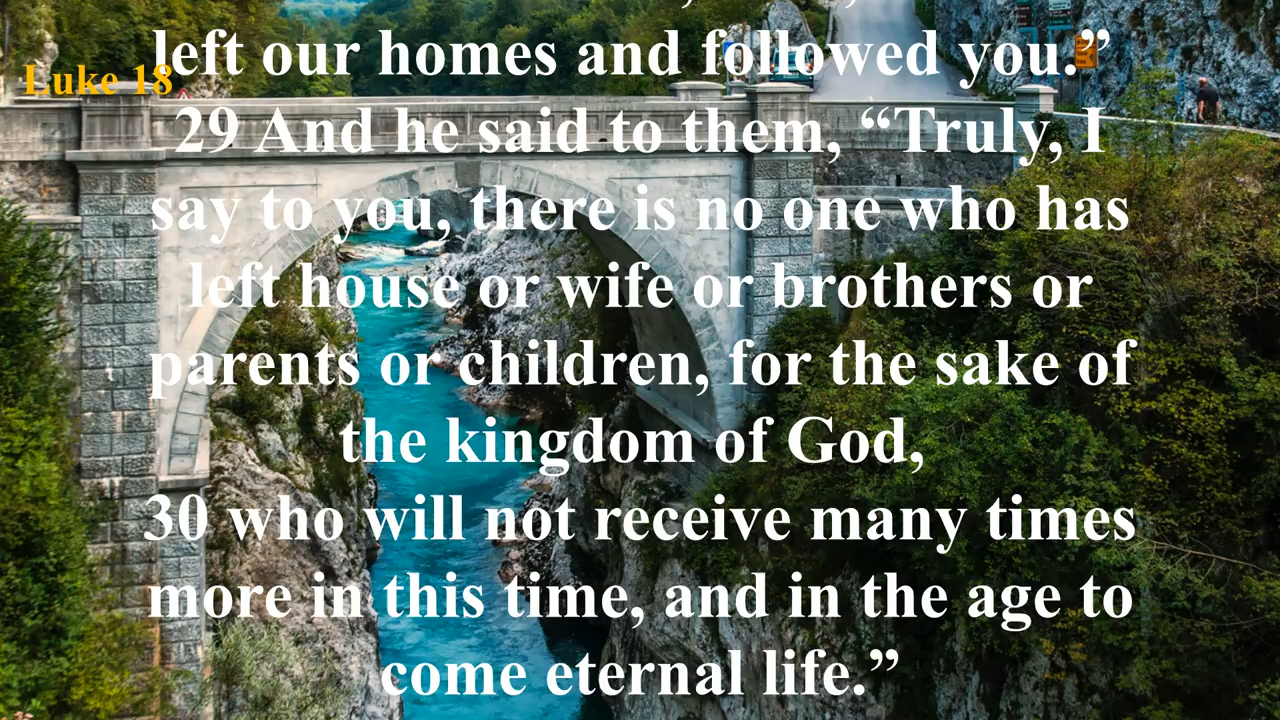 left our homes and followed you.”
Luke 18
29 And he said to them, “Truly, I
say to you, there is no one who has
left house or wife or brothers or
parents or children, for the sake of
the kingdom of God,
30 who will not receive many times
more in this time, and in the age to
come eternal life.”